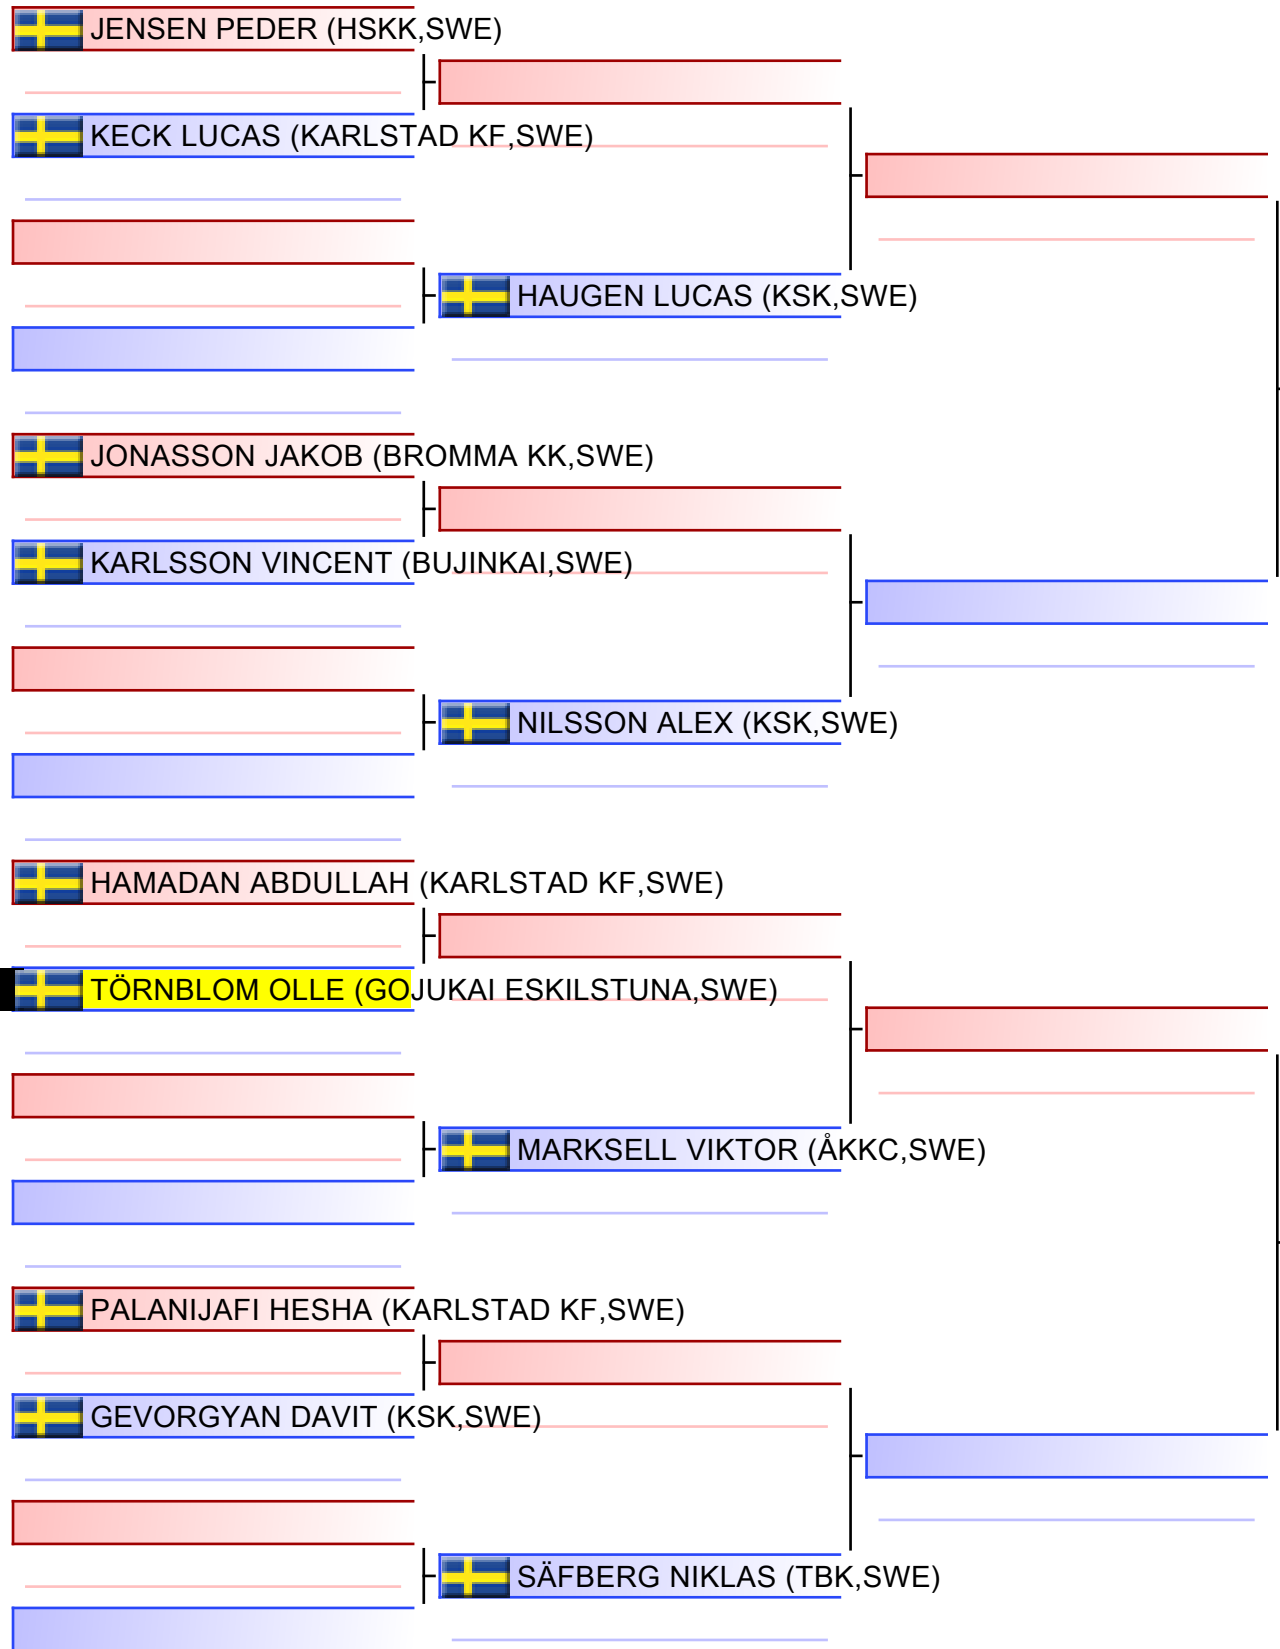 JENSEN PEDER (HSKK,SWE)
KECK LUCAS (KARLSTAD KF,SWE)
HAUGEN LUCAS (KSK,SWE)
JONASSON JAKOB (BROMMA KK,SWE)
KARLSSON VINCENT (BUJINKAI,SWE)
NILSSON ALEX (KSK,SWE)
HAMADAN ABDULLAH (KARLSTAD KF,SWE)
TÖRNBLOM OLLE (GOJUKAI ESKILSTUNA,SWE)
MARKSELL VIKTOR (ÅKKC,SWE)
PALANIJAFI HESHA (KARLSTAD KF,SWE)
GEVORGYAN DAVIT (KSK,SWE)
SÄFBERG NIKLAS (TBK,SWE)